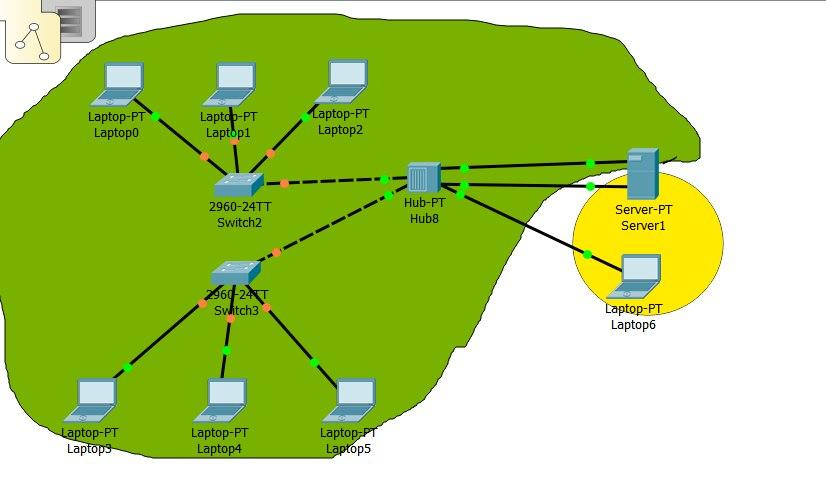 Laptop-PT
Laptop0
Laptop-PT
Laptop1
Laptop-PT
Laptop2
2960-24TT
Switch2
Hub-PT
Hub8
Server-PT
Server1
2960-24TT
Switch3
Laptop-PT
Laptop6
Laptop-PT
Laptop3
Laptop-PT
Laptop4
Laptop-PT
Laptop5